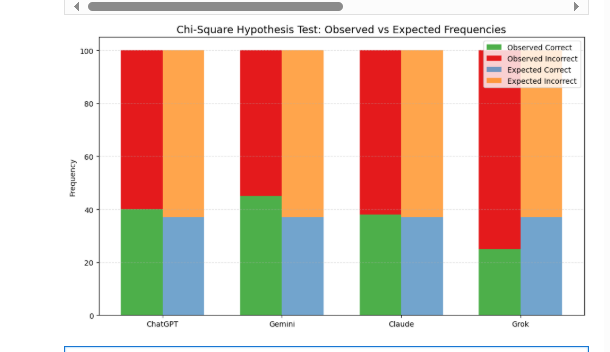 Chi-Square Hypothesis Test: Observed vs Expected Frequencies
Observed Correct
Observed Incorrect
Expected Correct
Expected Incorrect
100
80
60
40
20
0
Frequency
ChatGPT Gemini Claude Grok